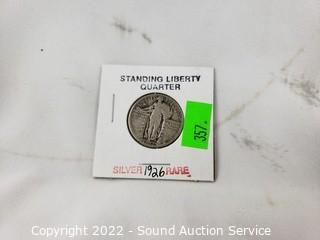 STANDING LIBERTY
QUARTER
357.
SILVER 1926 RARE
Copyright 2022 - Sound Auction Service